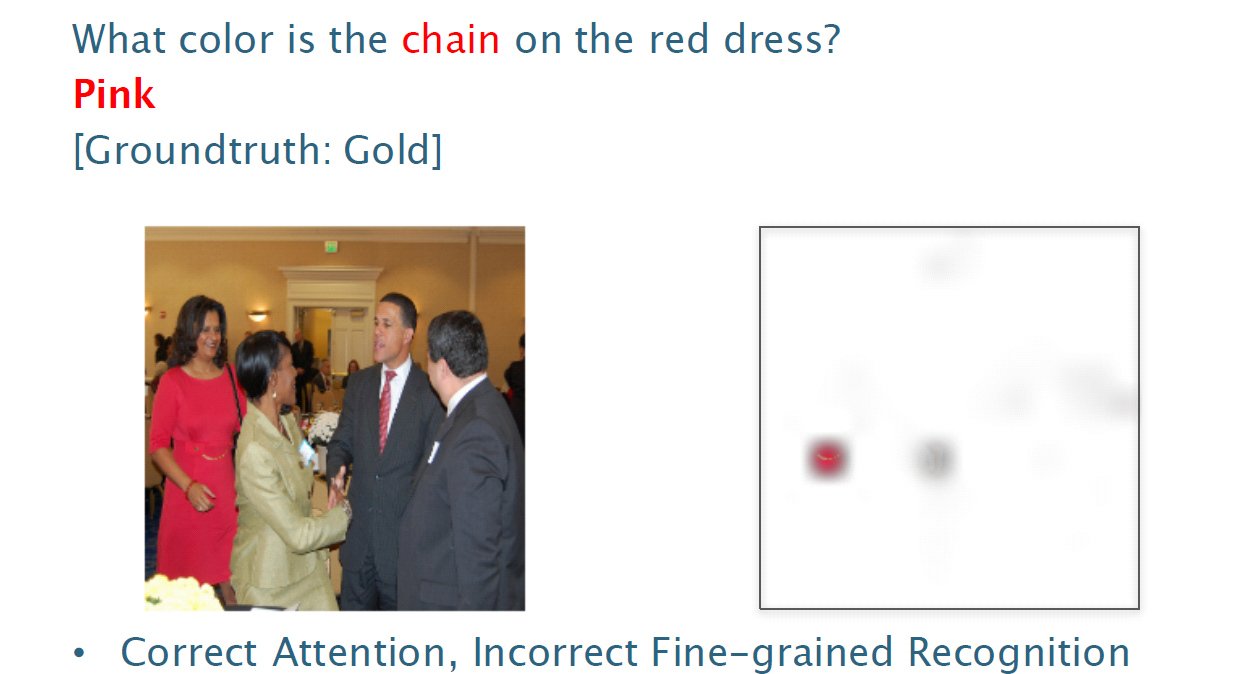 What color is the chain on the red dress?
Pink
[Groundtruth: Gold]
• Correct Attention, Incorrect Fine-grained Recognition